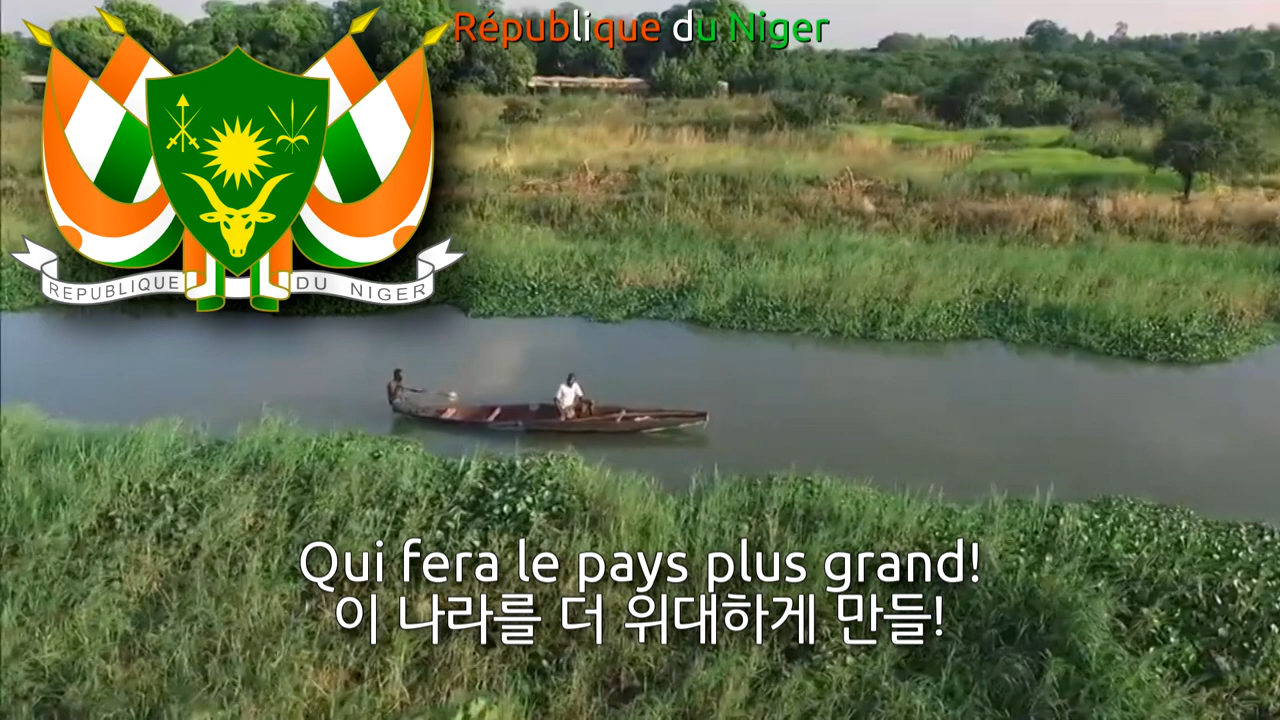 République du Niger
REPUBLIQUE DU NIGER
Qui fera le pays plus grand!
이 나라를 더 위대하게 만들!